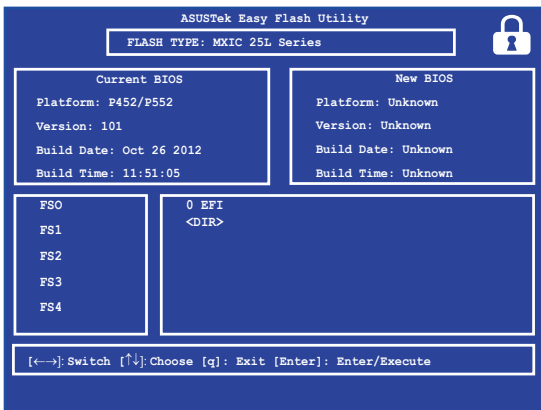 ASUSTek Easy Flash Utility
FLASH TYPE: MXIC 25L Series
Current BIOS
Platform: P452/P552
Version: 101
Build Date: Oct 26 2012
Build Time: 11:51:05
New BIOS
Platform: Unknown
Version: Unknown
Build Date: Unknown
Build Time: Unknown
FSO
FS1
FS2
FS3
FS4
0 EFI
<DIR>
[←→]: Switch [↑↓]: Choose [q]: Exit [Enter]: Enter/Execute